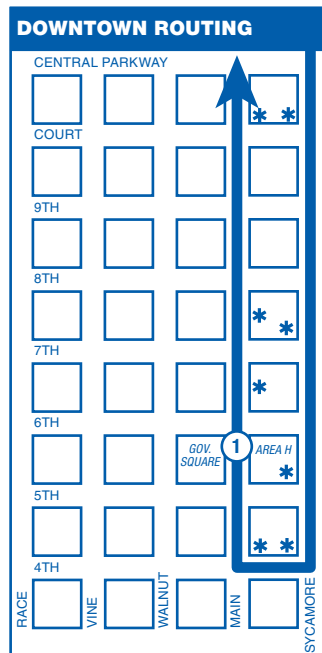 DOWNTOWN ROUTING
CENTRAL PARKWAY
* *
COURT
9TH
8TH
*
*
7TH
*
6TH
GOV.
SQUARE
1
AREA H
*
5TH
* *
4TH
RACE
VINE
WALNUT
MAIN
SYCAMORE